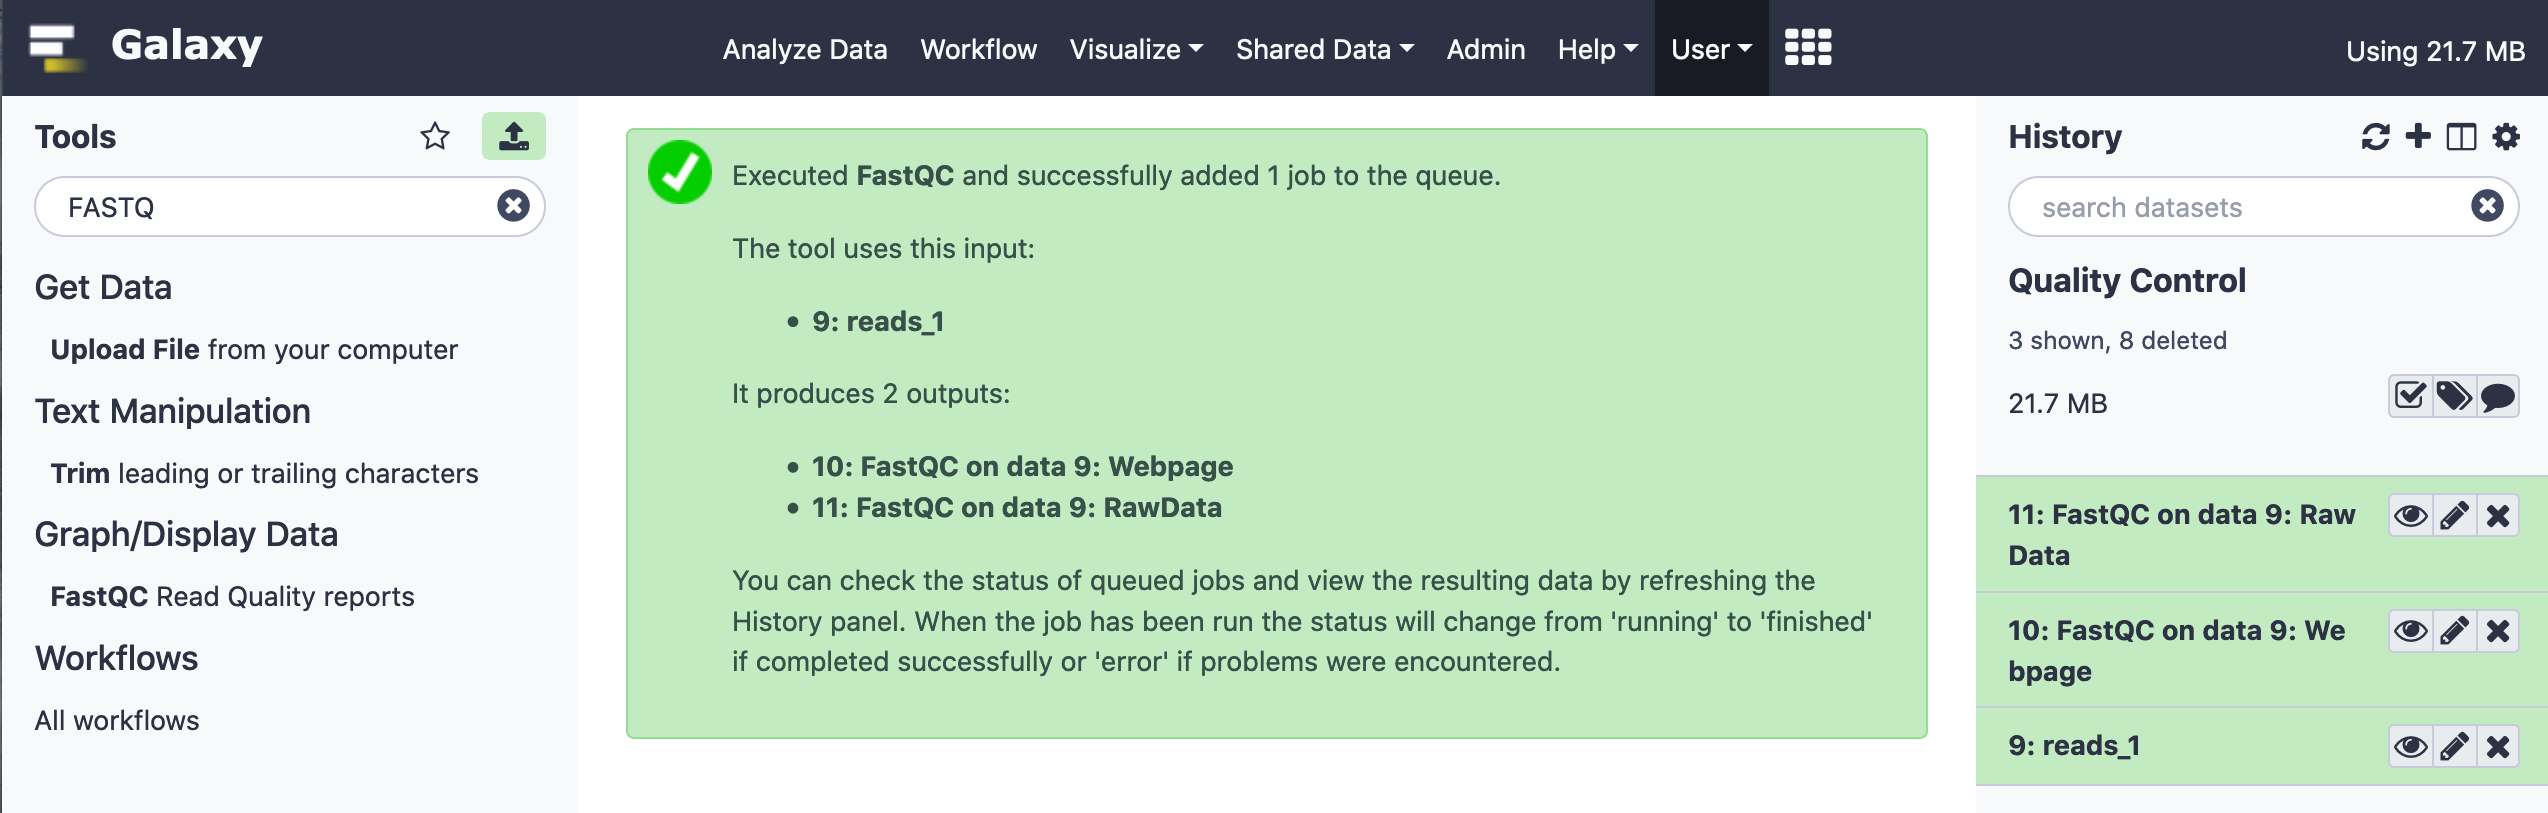 Galaxy
Analyze Data Workflow Visualize Shared Data Admin Help User
Using 21.7 MB
Tools
FASTQ
Get Data
Upload File from your computer
Text Manipulation
Trim leading or trailing characters
Graph/Display Data
FastQC Read Quality reports
Workflows
All workflows
Executed FastQC and successfully added 1 job to the queue.
The tool uses this input:
• 9: reads_1
It produces 2 outputs:
• 10: FastQC on data 9: Webpage
• 11: FastQC on data 9: RawData
You can check the status of queued jobs and view the resulting data by refreshing the
History panel. When the job has been run the status will change from 'running' to 'finished'
if completed successfully or 'error' if problems were encountered.
History
search datasets
Quality Control
3 shown, 8 deleted
21.7 MB
11: FastQC on data 9: Raw
Data
10: FastQC on data 9: We
bpage
9: reads_1